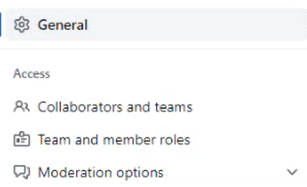 General
Access
Collaborators and teams
Team and member roles
Moderation options